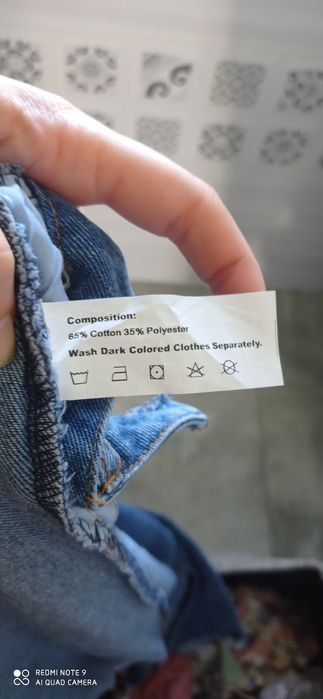 Composition:
65% Cotton 35% Polyester
Wash Dark Colored Clothes Separately.
REDMI NOTE 9
AI QUAD CAMERA